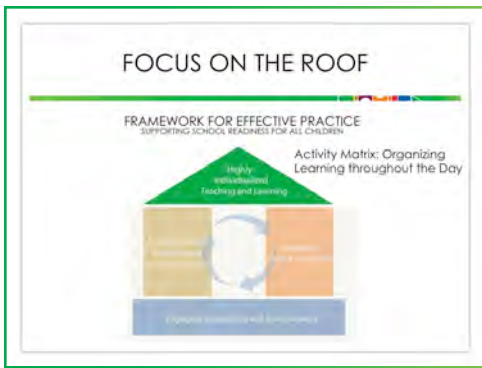 FOCUS ON THE ROOF
FRAMEWORK FOR EFFECTIVE PRACTICE
SUPPORTING SCHOOL READINESS FOR ALL CHILDREN
Activity Matrix: Organizing
Learning throughout the Day
Highly
Individualized
Teaching and Learning